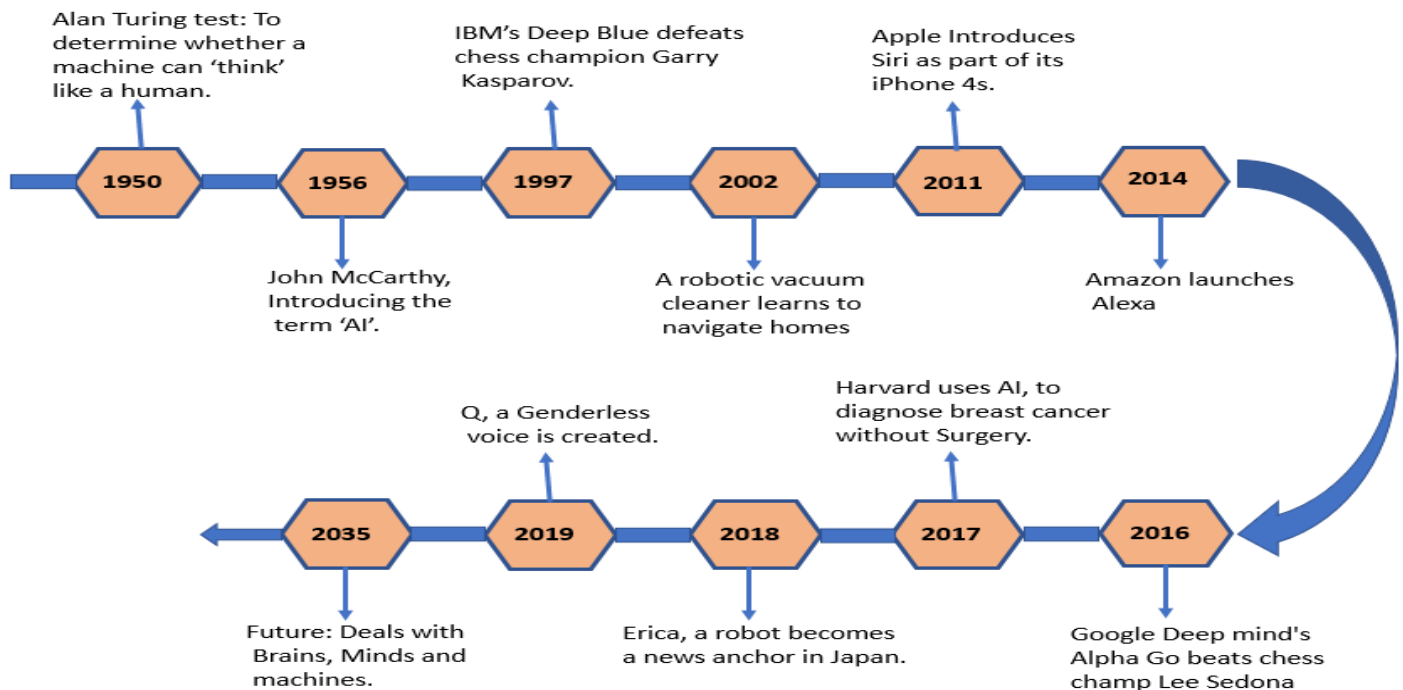 Alan Turing test: To
determine whether a
machine can ‘think’
like a human.
IBM’s Deep Blue defeats
chess champion Garry
Kasparov.
Apple Introduces
Siri as part of its
iPhone 4s.
1950
1956
1997
2002
2011
2014
John McCarthy,
Introducing the
term ‘AI’.
A robotic vacuum
cleaner learns to
navigate homes
Amazon launches
Alexa
Q, a Genderless
voice is created.
Harvard uses AI, to
diagnose breast cancer
without Surgery.
2035
2019
2018
2017
2016
Future: Deals with
Brains, Minds and
machines.
Erica, a robot becomes
a news anchor in Japan.
Google Deep mind's
Alpha Go beats chess
champ Lee Sedona